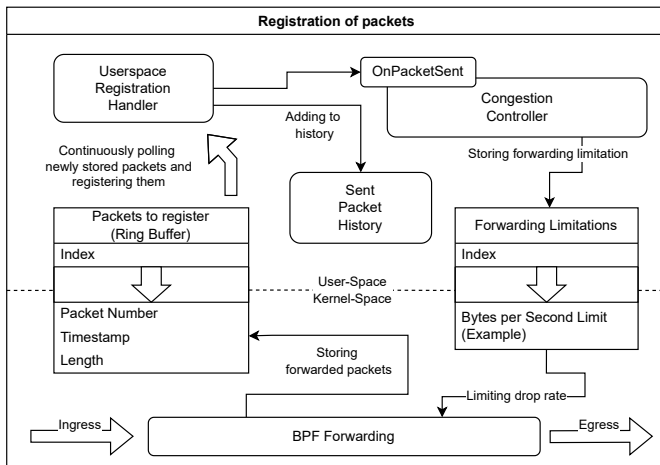 Registration of packets
Userspace
Registration
Handler
OnPacketSent
Congestion
Controller
Adding to
history
Storing forwarding limitation
Continuously polling
newly stored packets and
registering them
Sent
Packet
History
Packets to register
(Ring Buffer)
Index
Forwarding Limitations
Index
User-Space
Kernel-Space
Packet Number
Timestamp
Length
Bytes per Second Limit
(Example)
Storing
forwarded packets
Limiting drop rate
Ingress
BPF Forwarding
Egress